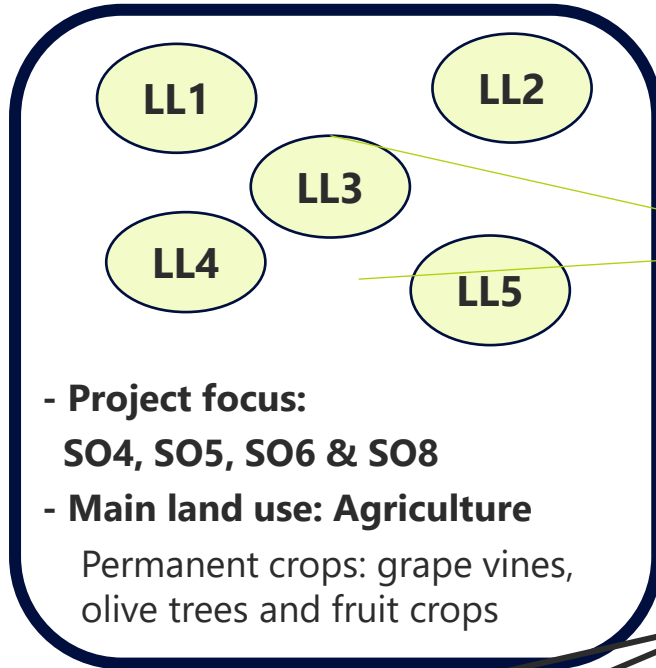 LL1
LL2
LL3
LL4
LL5
- Project focus:
SO4, SO5, SO6 & SO8
- Main land use: Agriculture
Permanent crops: grape vines,
olive trees and fruit crops